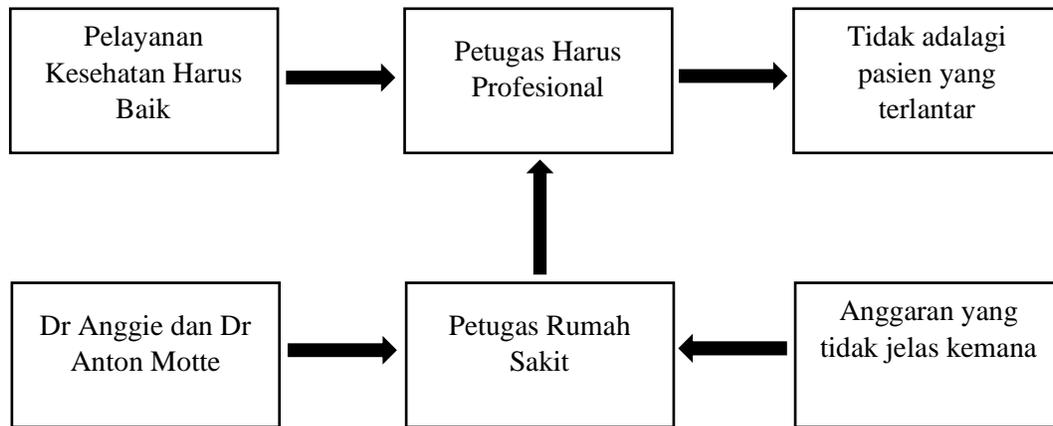 Pelayanan
Kesehatan Harus
Baik
Petugas Harus
Profesional
Tidak adalagi
pasien yang
terlantar
Dr Anggie dan Dr
Anton Motte
Petugas Rumah
Sakit
Anggaran yang
tidak jelas kemana